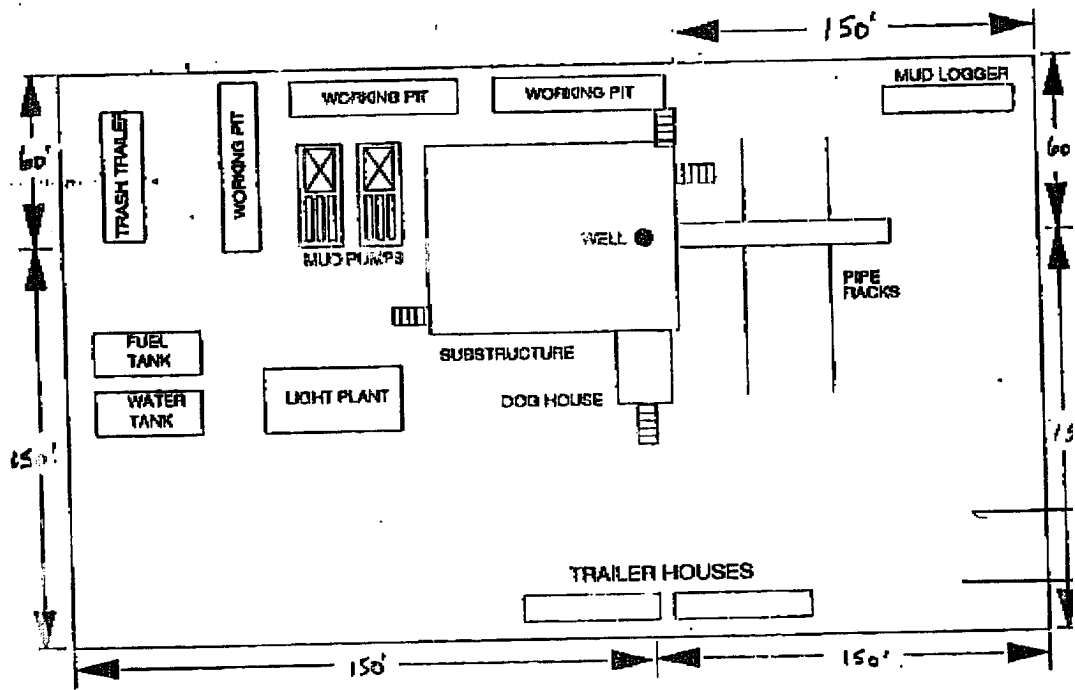 150'
MUD LOGGER
WORKING PIT
WORKING PIT
60'
60'
TRASH TRAILER
WORKING PIT
WELL
MUD PUMPS
PIPE
RACKS
FUEL
TANK
SUBSTRUCTURE
WATER
TANK
LIGHT PLANT
DOG HOUSE
150'
15
TRAILER HOUSES
150'
150'